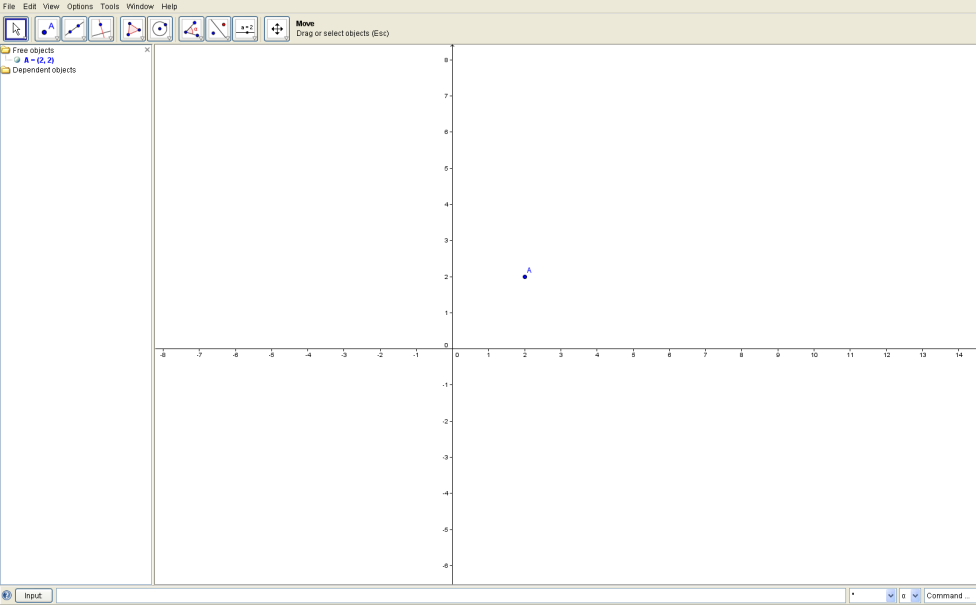 File Edit View Options Tools Window Help
A
α
a = 2
Move
Drag or select objects (Esc)
Free objects
A = (2, 2)
Dependent objects
8
7
6
5
4
3
A
2
1
0
-8 -7 -6 -5 -4 -3 -2 -1 0 1 2 3 4 5 6 7 8 9 10 11 12 13 14
-1
-2
-3
-4
-5
-6
Input: * α Command ...